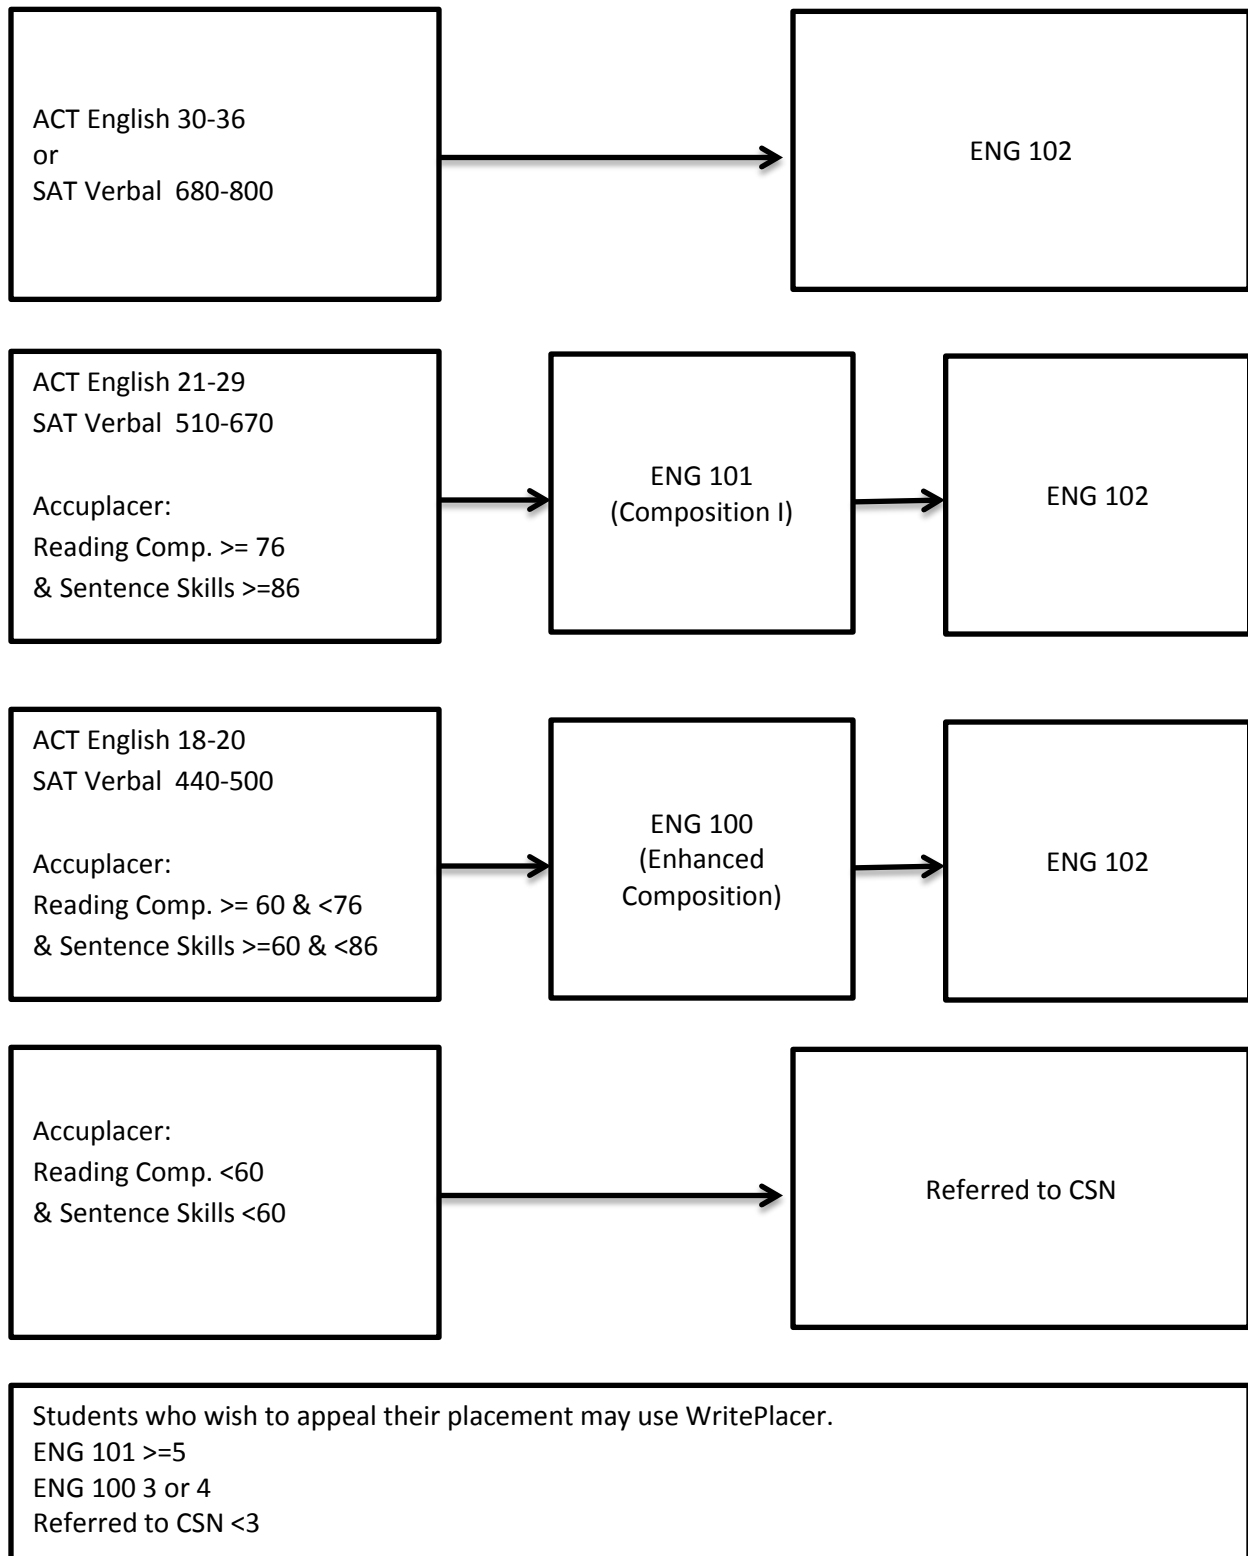 ACT English 30-36
or
SAT Verbal  680-800
ENG 102
ACT English 21-29
SAT Verbal  510-670
Accuplacer:
Reading Comp. >= 76
& Sentence Skills >=86
ENG 101
(Composition I)
ENG 102
ACT English 18-20
SAT Verbal  440-500
Accuplacer:
Reading Comp. >= 60 & <76
& Sentence Skills >=60 & <86
ENG 100
(Enhanced
Composition)
ENG 102
Accuplacer:
Reading Comp. <60
& Sentence Skills <60
Referred to CSN
Students who wish to appeal their placement may use WritePlacer.
ENG 101 >=5
ENG 100 3 or 4
Referred to CSN <3